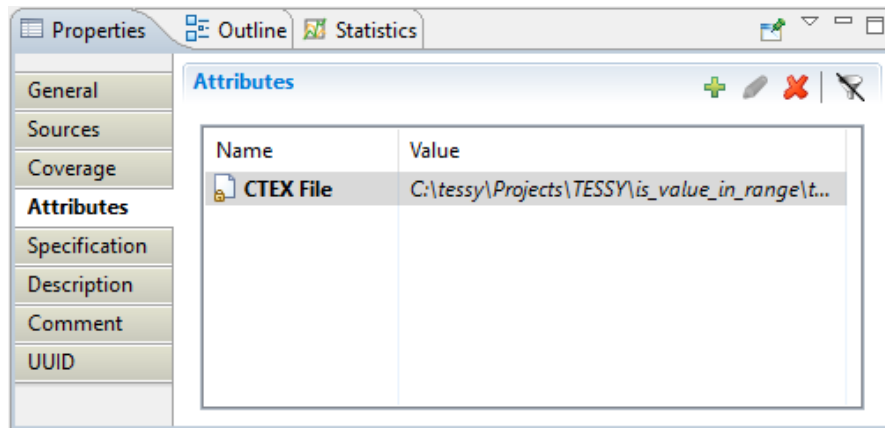 Properties Outline Statistics
General
Sources
Coverage
Attributes
Specification
Description
Comment
UUID
Attributes
Name Value
CTEX File C:\tessy\Projects\TESSY\is_value_in_range\t...